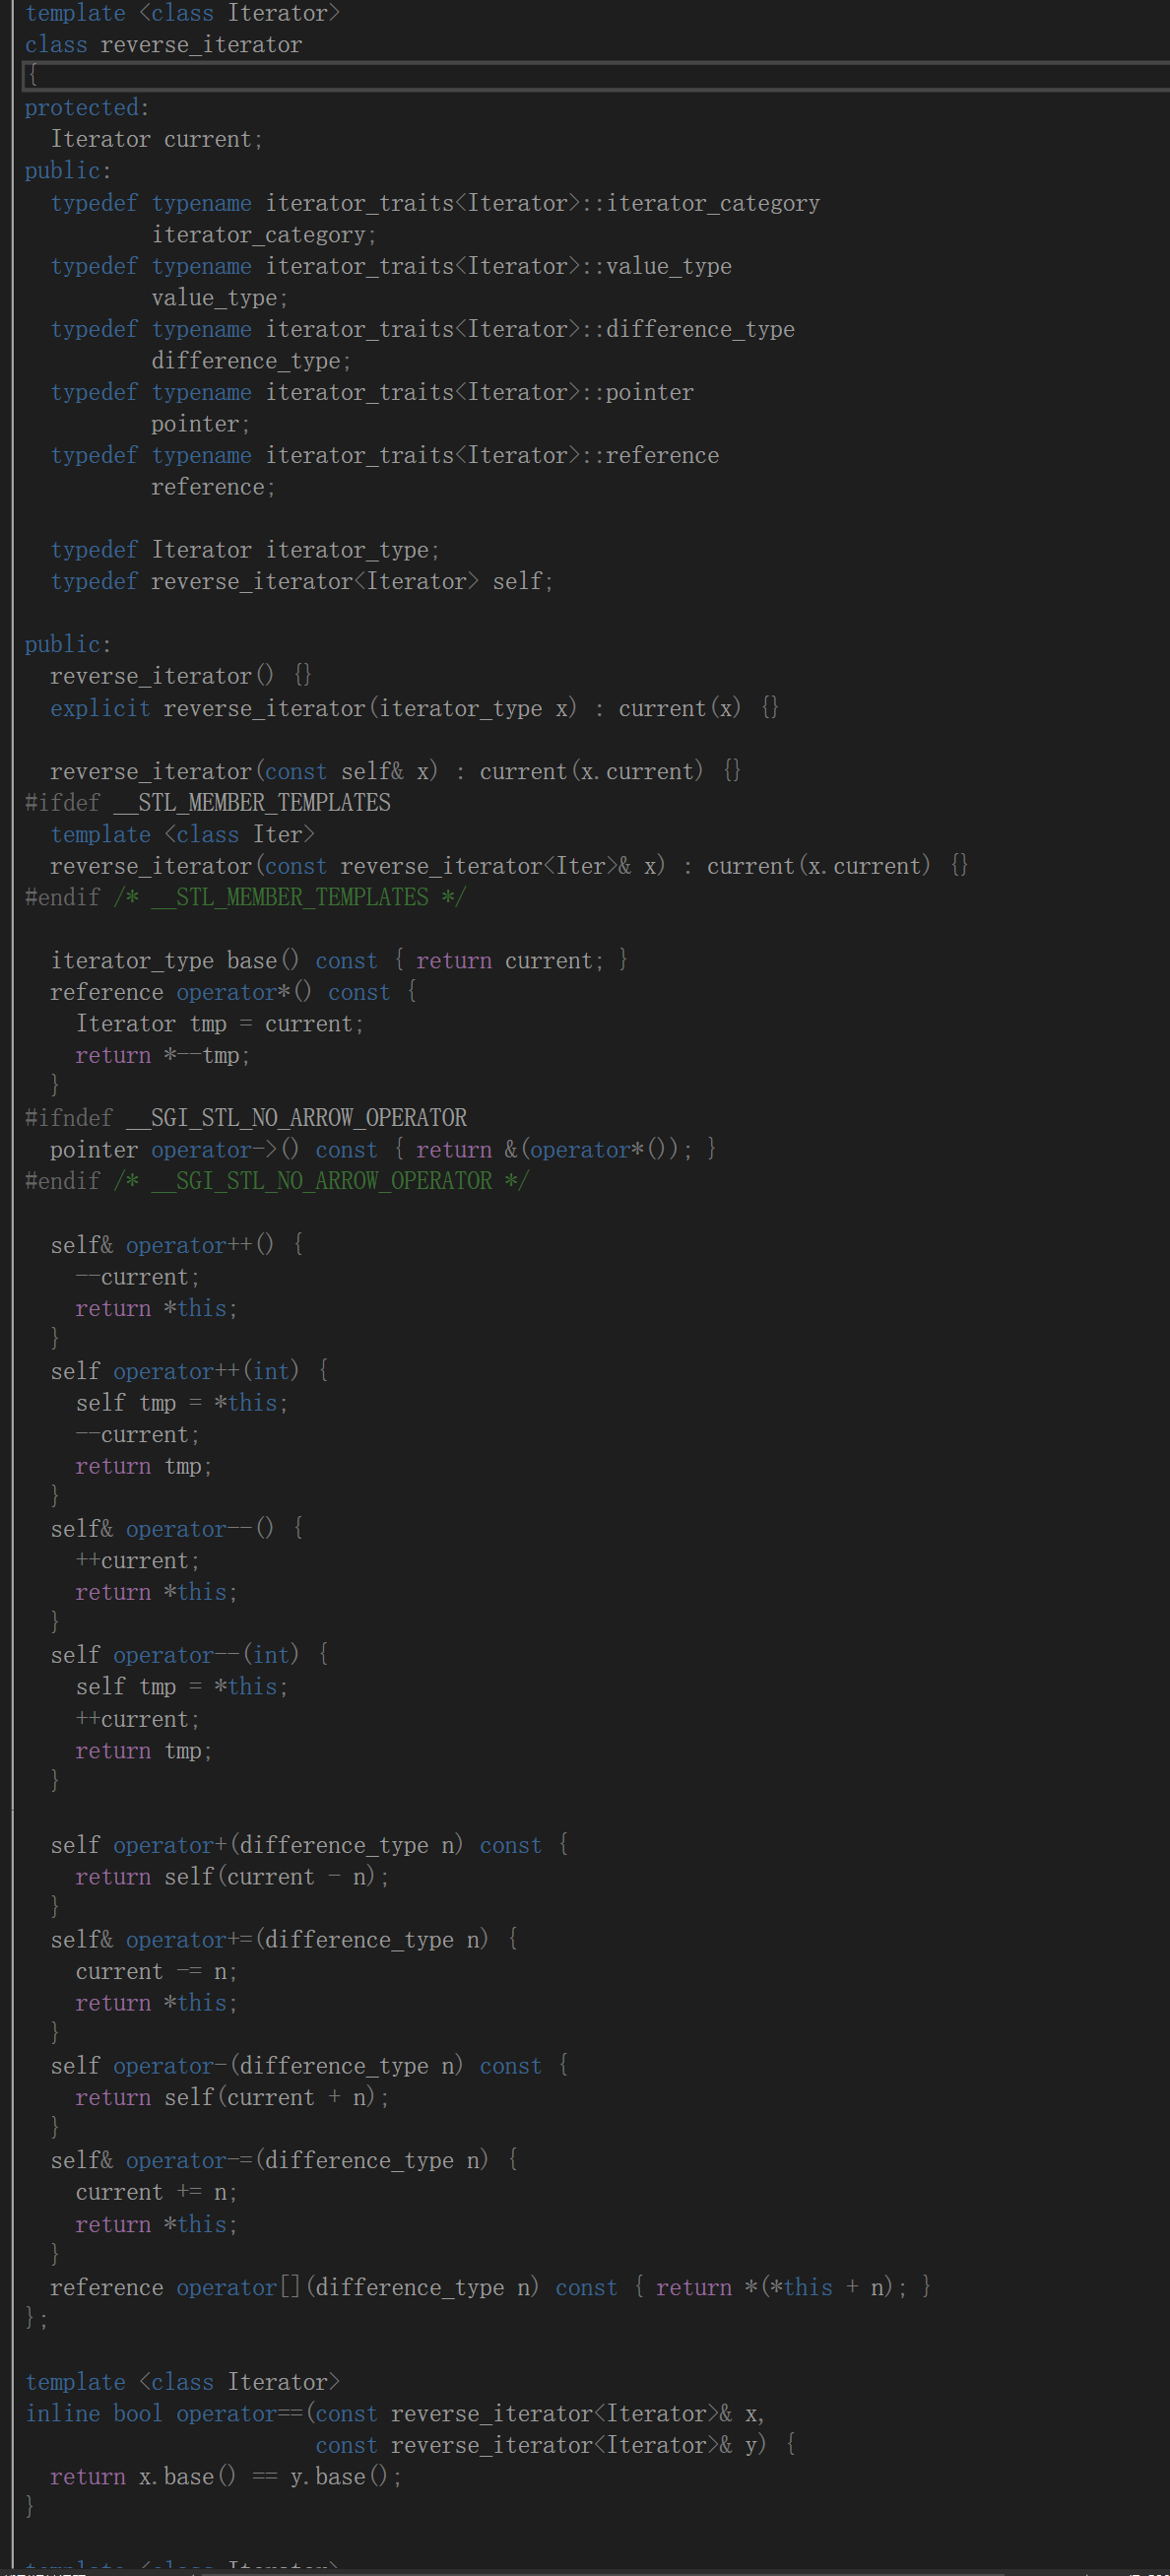 template <class Iterator>
class reverse_iterator
{
protected:
  Iterator current;
public:
  typedef typename iterator_traits<Iterator>::iterator_category
          iterator_category;
  typedef typename iterator_traits<Iterator>::value_type
          value_type;
  typedef typename iterator_traits<Iterator>::difference_type
          difference_type;
  typedef typename iterator_traits<Iterator>::pointer
          pointer;
  typedef typename iterator_traits<Iterator>::reference
          reference;

  typedef Iterator iterator_type;
  typedef reverse_iterator<Iterator> self;

public:
  reverse_iterator() {}
  explicit reverse_iterator(iterator_type x) : current(x) {}

  reverse_iterator(const self& x) : current(x.current) {}
#ifdef __STL_MEMBER_TEMPLATES
  template <class Iter>
  reverse_iterator(const reverse_iterator<Iter>& x) : current(x.current) {}
#endif /* __STL_MEMBER_TEMPLATES */

  iterator_type base() const { return current; }
  reference operator*() const {
    Iterator tmp = current;
    return *--tmp;
  }
#ifndef __SGI_STL_NO_ARROW_OPERATOR
  pointer operator->() const { return &(operator*()); }
#endif /* __SGI_STL_NO_ARROW_OPERATOR */

  self& operator++() {
    --current;
    return *this;
  }
  self operator++(int) {
    self tmp = *this;
    --current;
    return tmp;
  }
  self& operator--() {
    ++current;
    return *this;
  }
  self operator--(int) {
    self tmp = *this;
    ++current;
    return tmp;
  }

  self operator+(difference_type n) const {
    return self(current - n);
  }
  self& operator+=(difference_type n) {
    current -= n;
    return *this;
  }
  self operator-(difference_type n) const {
    return self(current + n);
  }
  self& operator-=(difference_type n) {
    current += n;
    return *this;
  }
  reference operator[](difference_type n) const { return *(*this + n); }
};

template <class Iterator>
inline bool operator==(const reverse_iterator<Iterator>& x,
                       const reverse_iterator<Iterator>& y) {
  return x.base() == y.base();
}

template <class Iterator>